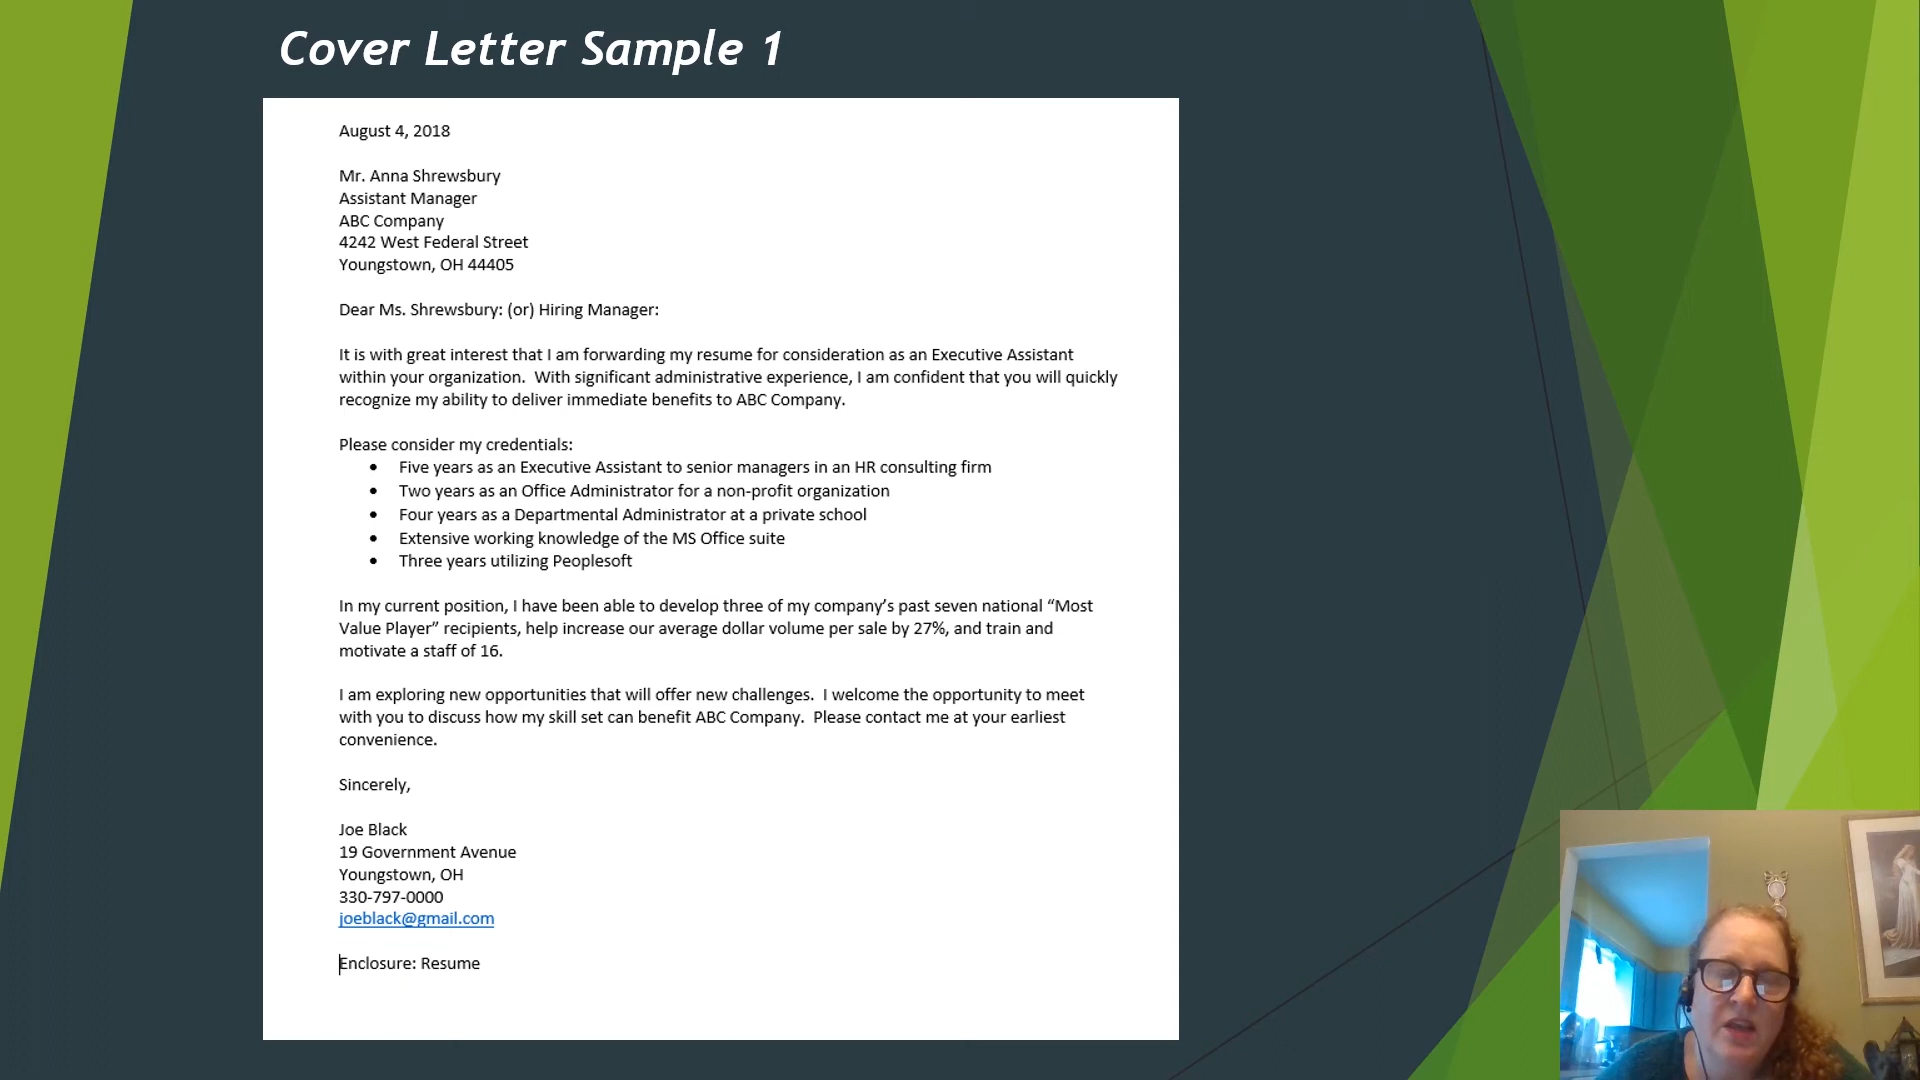 Cover Letter Sample 1
August 4, 2018
Mr. Anna Shrewsbury
Assistant Manager
ABC Company
4242 West Federal Street
Youngstown, OH 44405
Dear Ms. Shrewsbury: (or) Hiring Manager:
It is with great interest that I am forwarding my resume for consideration as an Executive Assistant
within your organization.  With significant administrative experience, I am confident that you will quickly
recognize my ability to deliver immediate benefits to ABC Company.
Please consider my credentials:
• Five years as an Executive Assistant to senior managers in an HR consulting firm
• Two years as an Office Administrator for a non-profit organization
• Four years as a Departmental Administrator at a private school
• Extensive working knowledge of the MS Office suite
• Three years utilizing Peoplesoft
In my current position, I have been able to develop three of my company’s past seven national “Most
Value Player” recipients, help increase our average dollar volume per sale by 27%, and train and
motivate a staff of 16.
I am exploring new opportunities that will offer new challenges.  I welcome the opportunity to meet
with you to discuss how my skill set can benefit ABC Company.  Please contact me at your earliest
convenience.
Sincerely,
Joe Black
19 Government Avenue
Youngstown, OH
330-797-0000
joeblack@gmail.com
Enclosure: Resume